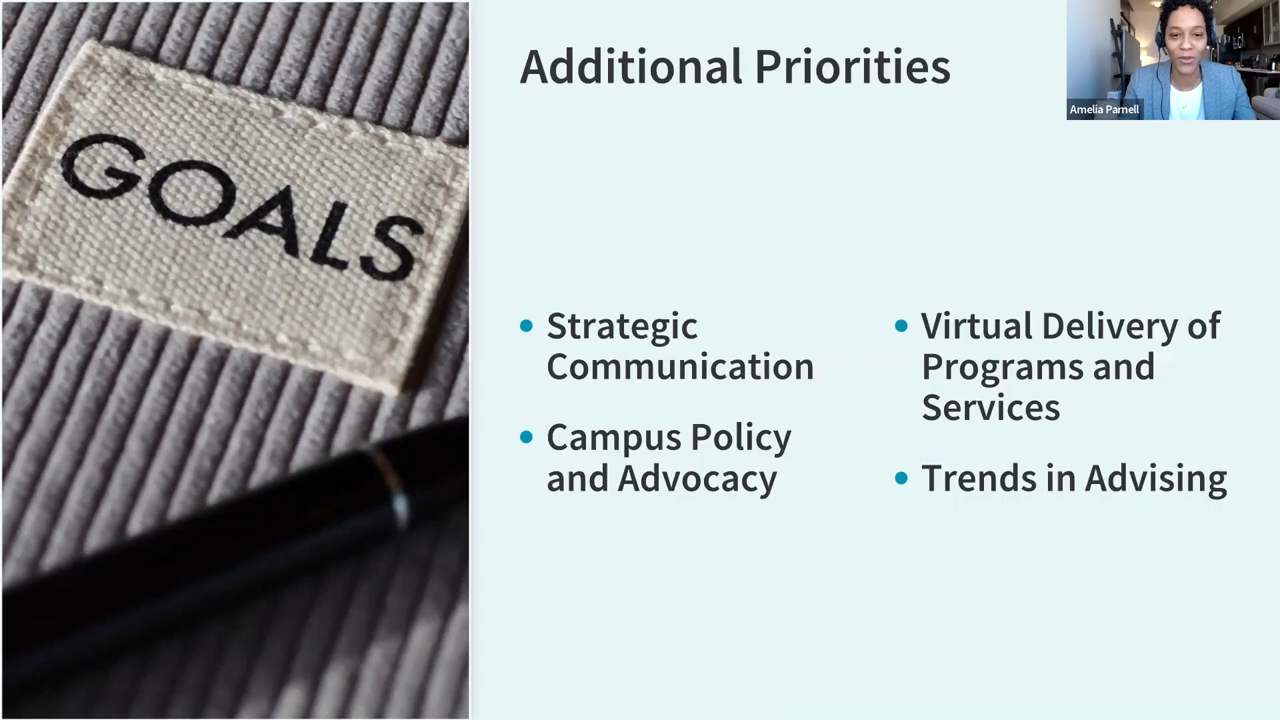 GOALS
Additional Priorities
Amelia Parnell
• Strategic
Communication
• Campus Policy
and Advocacy
• Virtual Delivery of
Programs and
Services
• Trends in Advising